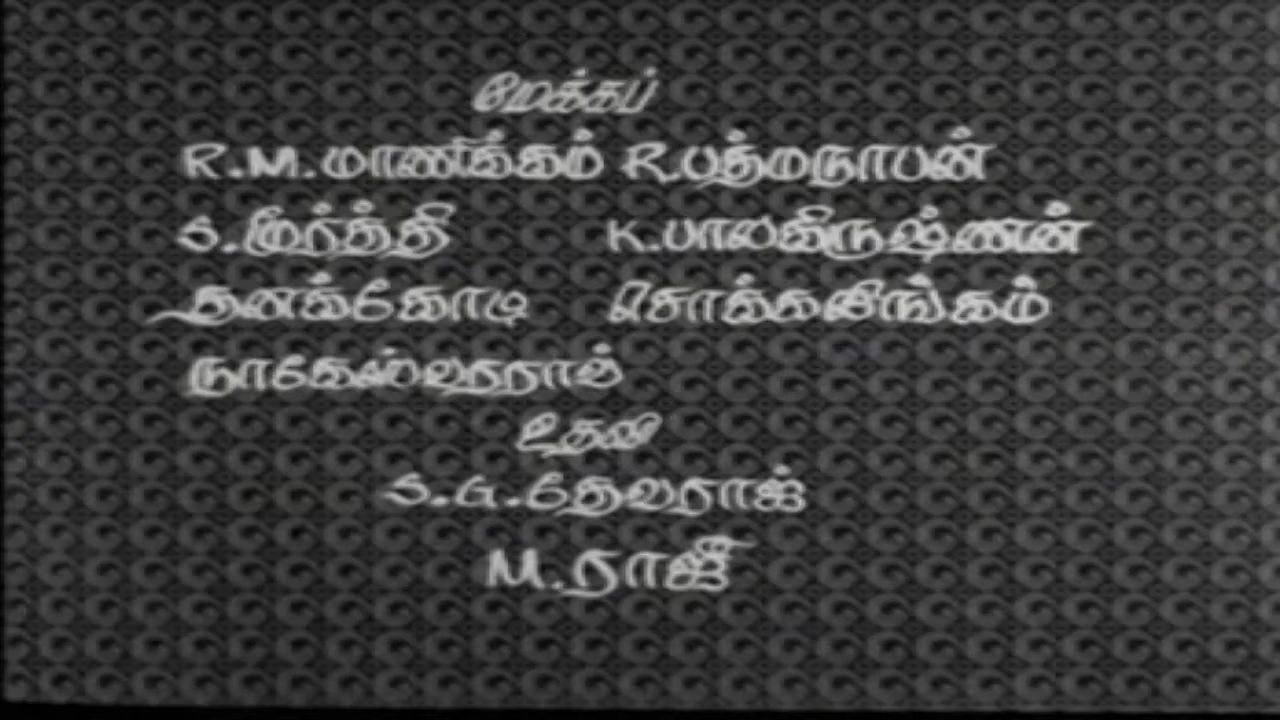 மேக்கப்
R.M.மாணிக்கம் R.பத்மநாபன்
S.மூர்த்தி K.பாலகிருஷ்ணன்
தனக்கோடி சொக்கலிங்கம்
நாகேஸ்வரராவ்
உதவி
S.G.தேவராஜ்
M.ராஜீ